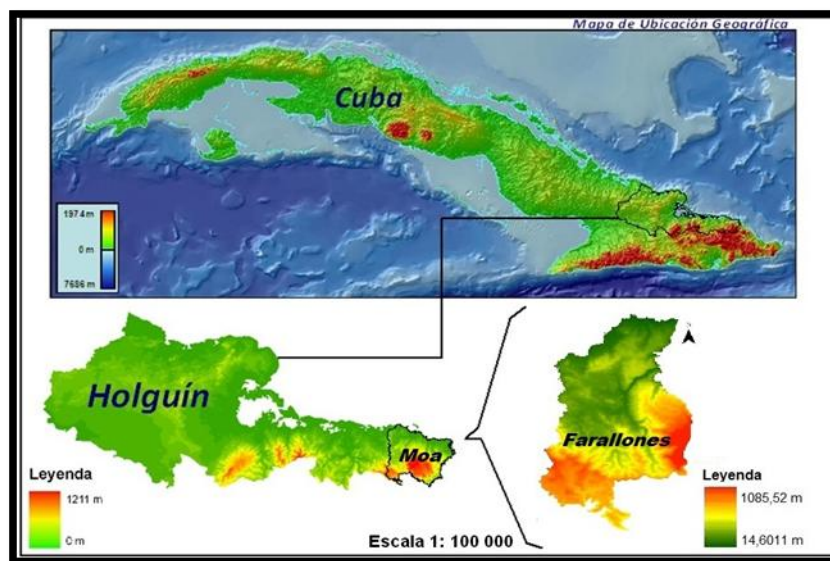 Mapa de Ubicación Geográfica
Cuba
1974 m
0 m
7686 m
Holguín
Moa
Farallones
Leyenda
1211 m
0 m
Escala 1: 100 000
Leyenda
1085,52 m
14,6011 m